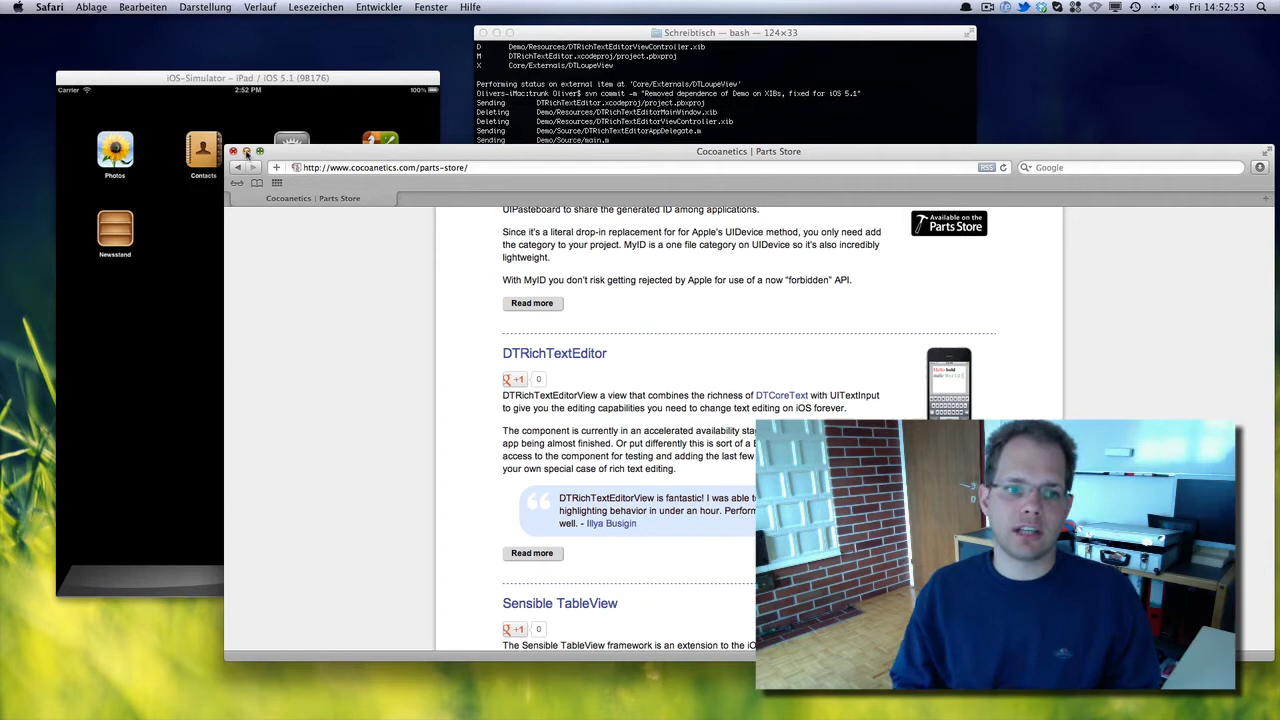 Safari Ablage Bearbeiten Darstellung Verlauf Lesezeichen Entwickler Fenster Hilfe Fri 14:52:53
Schreibtisch — bash — 124×33
D Demo/Resources/DTRichTextEditorViewController.xib
M DTRichTextEditor.xcodeproj/project.pbxproj
X Core/Externals/DTLoupeView
Performing status on external item at 'Core/Externals/DTLoupeView'
Olivers-iMac:trunk Oliver$ svn commit -m "Removed dependence of Demo on XIBs, fixed for iOS 5.1"
Sending DTRichTextEditor.xcodeproj/project.pbxproj
Deleting Demo/Resources/DTRichTextEditorMainWindow.xib
Deleting Demo/Resources/DTRichTextEditorViewController.xib
Sending Demo/Source/DTRichTextEditorAppDelegate.m
Sending Demo/Source/main.m
iOS-Simulator – iPad / iOS 5.1 (9B176)
Carrier 2:52 PM 100%
Photos
Contacts
Newsstand
Cocoanetics | Parts Store
http://www.cocoanetics.com/parts-store/ RSS Google
Cocoanetics | Parts Store
UIPasteboard to share the generated ID among applications.
Since it's a literal drop-in replacement for for Apple's UIDevice method, you only need add
the category to your project. MyID is a one file category on UIDevice so it's also incredibly
lightweight.
With MyID you don't risk getting rejected by Apple for use of a now "forbidden" API.
Available on the
Parts Store
Read more
DTRichTextEditor
+1 0
DTRichTextEditorView a view that combines the richness of DTCoreText with UITextInput
to give you the editing capabilities you need to change text editing on iOS forever.
The component is currently in an accelerated availability stag
app being almost finished. Or put differently this is sort of a
access to the component for testing and adding the last few
your own special case of rich text editing.
DTRichTextEditorView is fantastic! I was able to
highlighting behavior in under an hour. Perform
well. - Illya Busigin
Read more
Sensible TableView
+1 0
The Sensible TableView framework is an extension to the iO